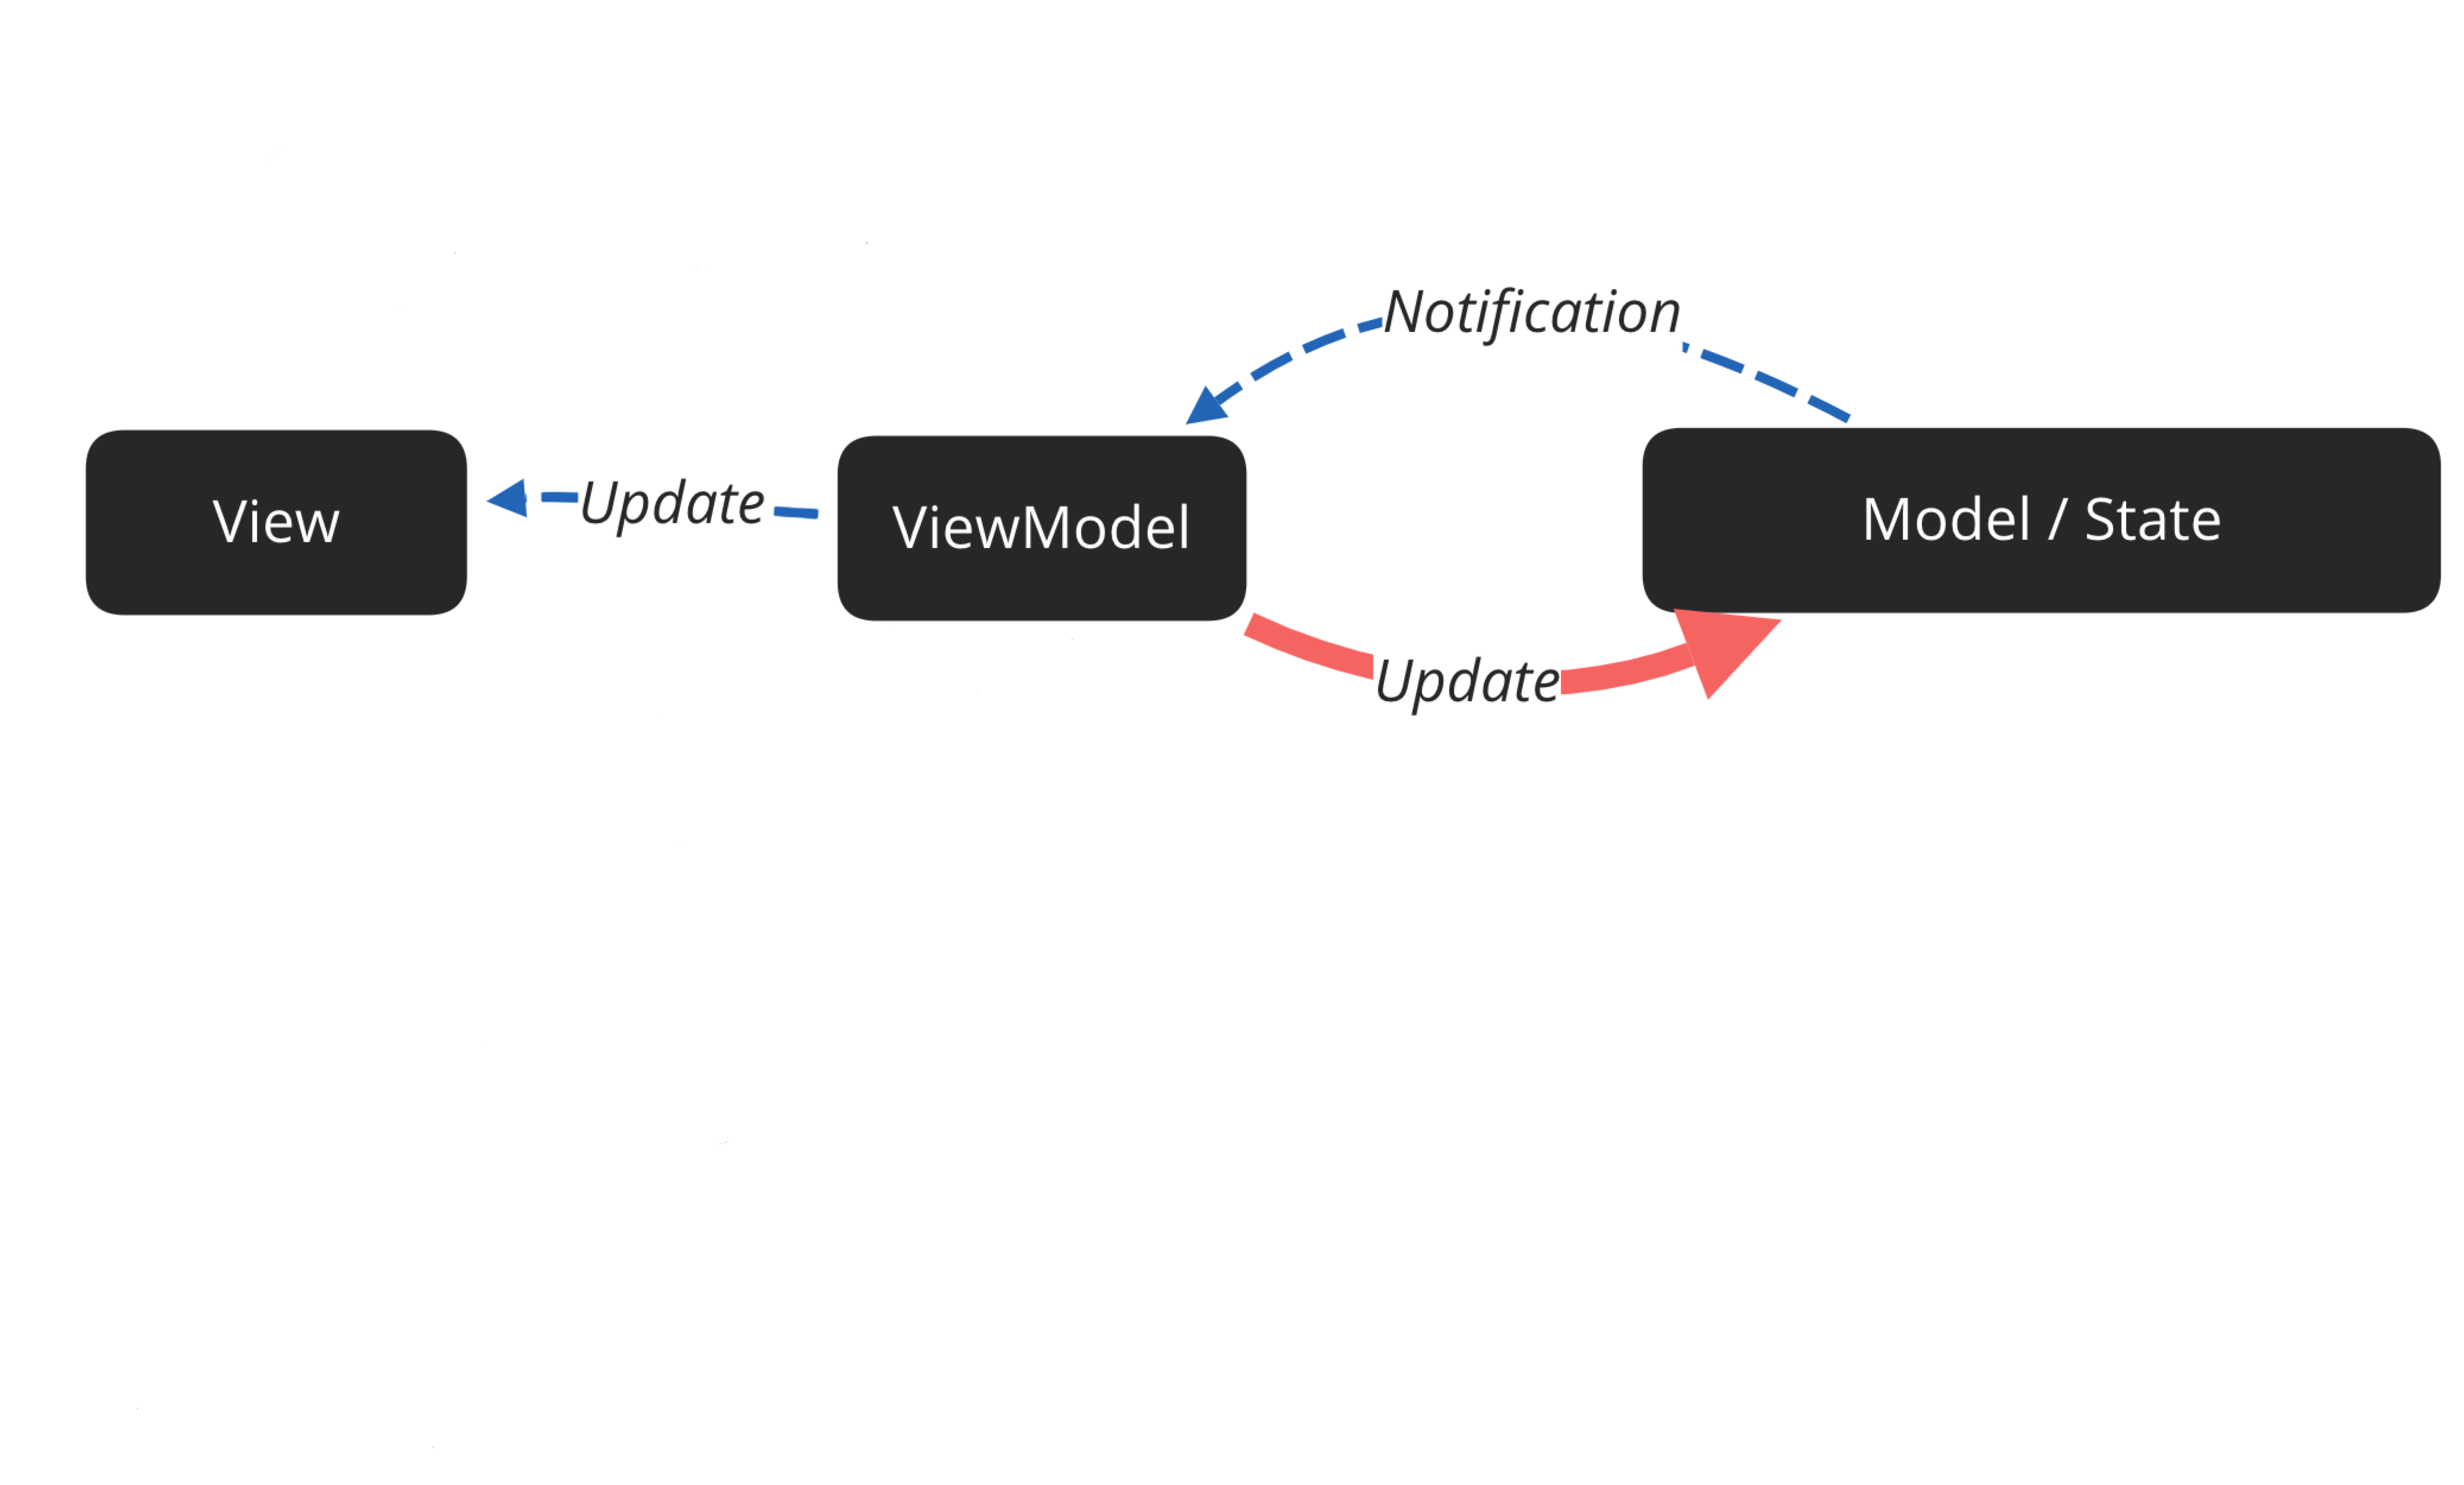 Notification
View
Update
ViewModel
Model / State
Update